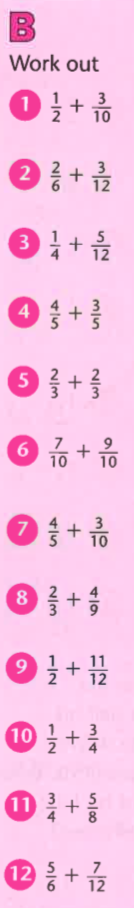 B
Work out
1 1/2 + 3/10
2 2/6 + 3/12
3 1/4 + 5/12
4 4/5 + 3/5
5 2/3 + 2/3
6 7/10 + 9/10
7 4/5 + 3/10
8 2/3 + 4/9
9 1/2 + 11/12
10 1/2 + 3/4
11 3/4 + 5/8
12 5/6 + 7/12